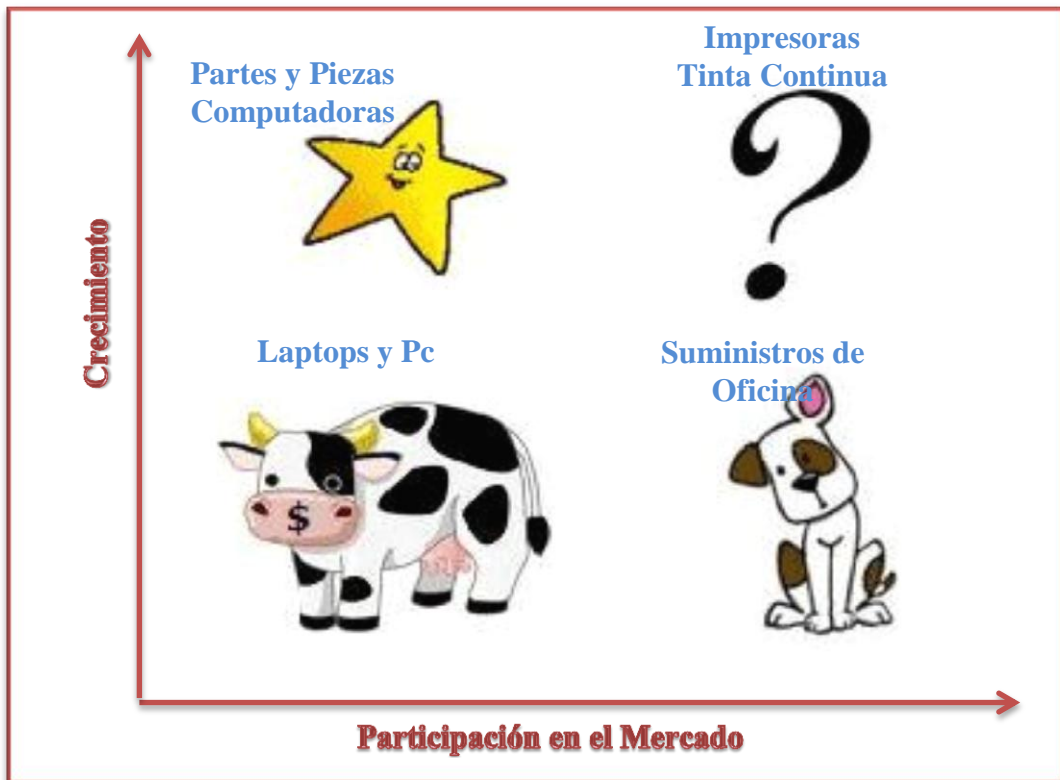 Impresoras
Tinta Continua
Partes y Piezas
Computadoras
Crecimiento
Laptops y Pc
Suministros de
Oficina
$
Participación en el Mercado